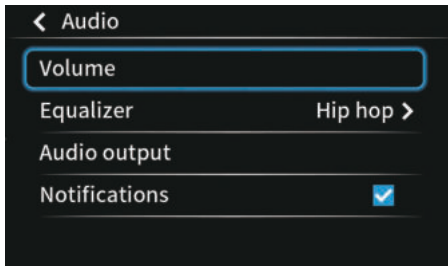 Audio
Volume
Equalizer Hip hop
Audio output
Notifications